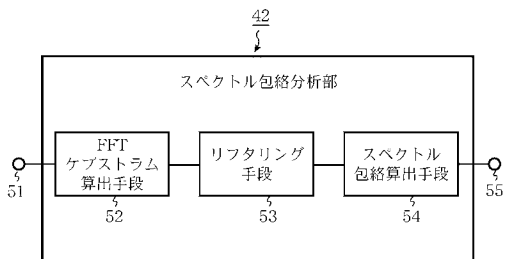 42
スペクトル包絡分析部
FFT
ケプストラム
算出手段
リフタリング
手段
スペクトル
包絡算出手段
51
52
53
54
55